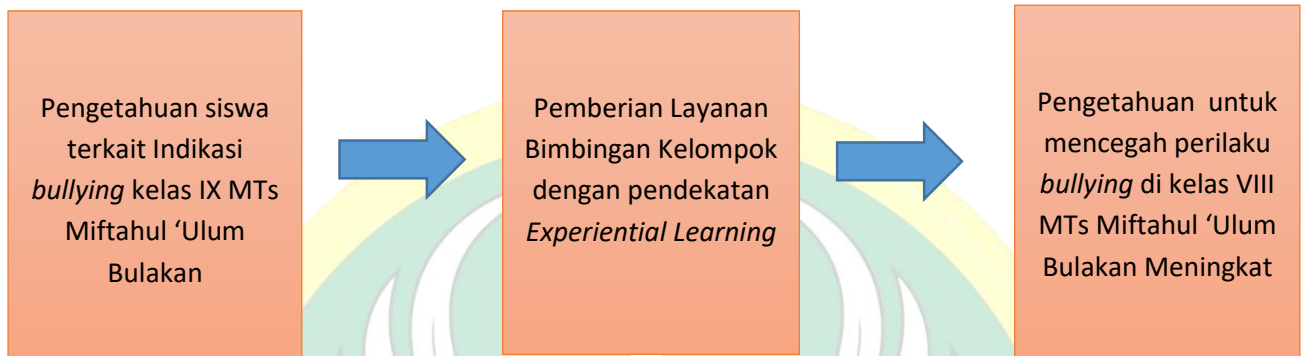 Pengetahuan siswa
terkait Indikasi
bullying kelas IX MTs
Miftahul ‘Ulum
Bulakan
Pemberian Layanan
Bimbingan Kelompok
dengan pendekatan
Experiential Learning
Pengetahuan untuk
mencegah perilaku
bullying di kelas VIII
MTs Miftahul ‘Ulum
Bulakan Meningkat